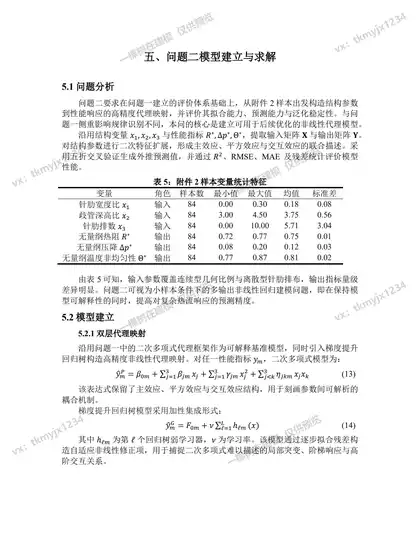 五、问题二模型建立与求解
5.1 问题分析
问题二要求在问题一建立的评价体系基础上，从附件 2 样本出发构造结构参数
到性能响应的高精度代理映射，并评价其拟合能力、预测能力与泛化稳定性。与问
题一侧重影响规律识别不同，本问的核心是建立可用于后续优化的非线性代理模型。
沿用结构变量 x₁, x₂, x₃ 与性能指标 R*, Δp*, Θ*，提取输入矩阵 X 与输出矩阵 Y。
对结构参数进行二次特征扩展，形成主效应、平方效应与交互效应的联合描述。采
用五折交叉验证生成外推预测值，并通过 R²、RMSE、MAE 及残差统计评价模型
性能。
表 5：附件 2 样本变量统计特征
变量 角色 样本数 最小值 最大值 均值 标准差
针肋宽度比 x₁ 输入 84 0.00 0.30 0.18 0.08
歧管深高比 x₂ 输入 84 3.00 4.50 3.75 0.56
针肋排数 x₃ 输入 84 0.00 10.00 5.71 3.04
无量纲热阻 R* 输出 84 0.72 0.77 0.75 0.01
无量纲压降 Δp* 输出 84 0.08 0.20 0.12 0.03
无量纲温度非均匀性 Θ* 输出 84 0.77 0.87 0.81 0.02
由表 5 可知，输入参数覆盖连续型几何比例与离散型针肋排布，输出指标量级
差异明显。问题二可视为小样本条件下的多输出非线性回归建模问题，即在保持模
型可解释性的同时，提高对复杂热流响应的预测精度。
5.2 模型建立
5.2.1 双层代理映射
沿用问题一中的二次多项式代理框架作为可解释基准模型，同时引入梯度提升
回归树构造高精度非线性代理映射。对任一性能指标 yₘ，二次多项式模型为：
ŷₘᴾ = β₀ₘ + Σ³ⱼ₌₁ βⱼₘ xⱼ + Σ³ⱼ₌₁ γⱼₘ xⱼ² + Σ³ⱼ<ₖ ηⱼₖₘ xⱼxₖ (13)
该表达式保留了主效应、平方效应与交互效应结构，用于刻画参数间可解析的
耦合机制。
梯度提升回归树模型采用加性集成形式：
ŷₘᴳ = F₀ₘ + ν Σᴸℓ₌₁ hℓₘ (x) (14)
其中 hℓₘ 为第 ℓ 个回归树弱学习器，ν 为学习率。该模型通过逐步拟合残差构
造自适应非线性修正项，用于捕捉二次多项式难以描述的局部突变、阶梯响应与高
阶交互关系。
vx：tkmyjx1234